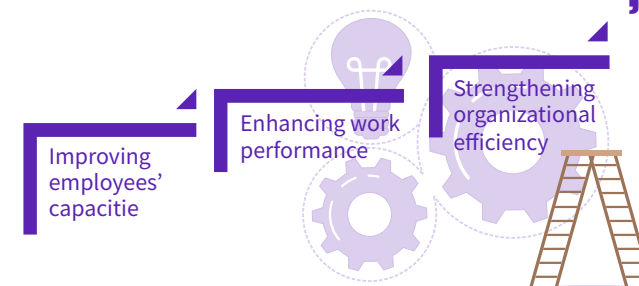 Improving
employees’
capacitie
Enhancing work
performance
Strengthening
organizational
efficiency